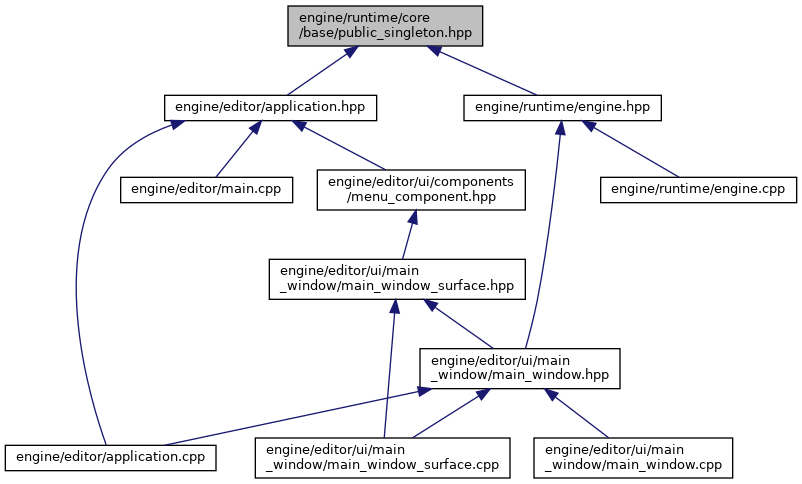 engine/runtime/core
/base/public_singleton.hpp
engine/editor/application.hpp
engine/runtime/engine.hpp
engine/editor/main.cpp
engine/editor/ui/components
/menu_component.hpp
engine/runtime/engine.cpp
engine/editor/ui/main
_window/main_window_surface.hpp
engine/editor/ui/main
_window/main_window.hpp
engine/editor/application.cpp
engine/editor/ui/main
_window/main_window_surface.cpp
engine/editor/ui/main
_window/main_window.cpp